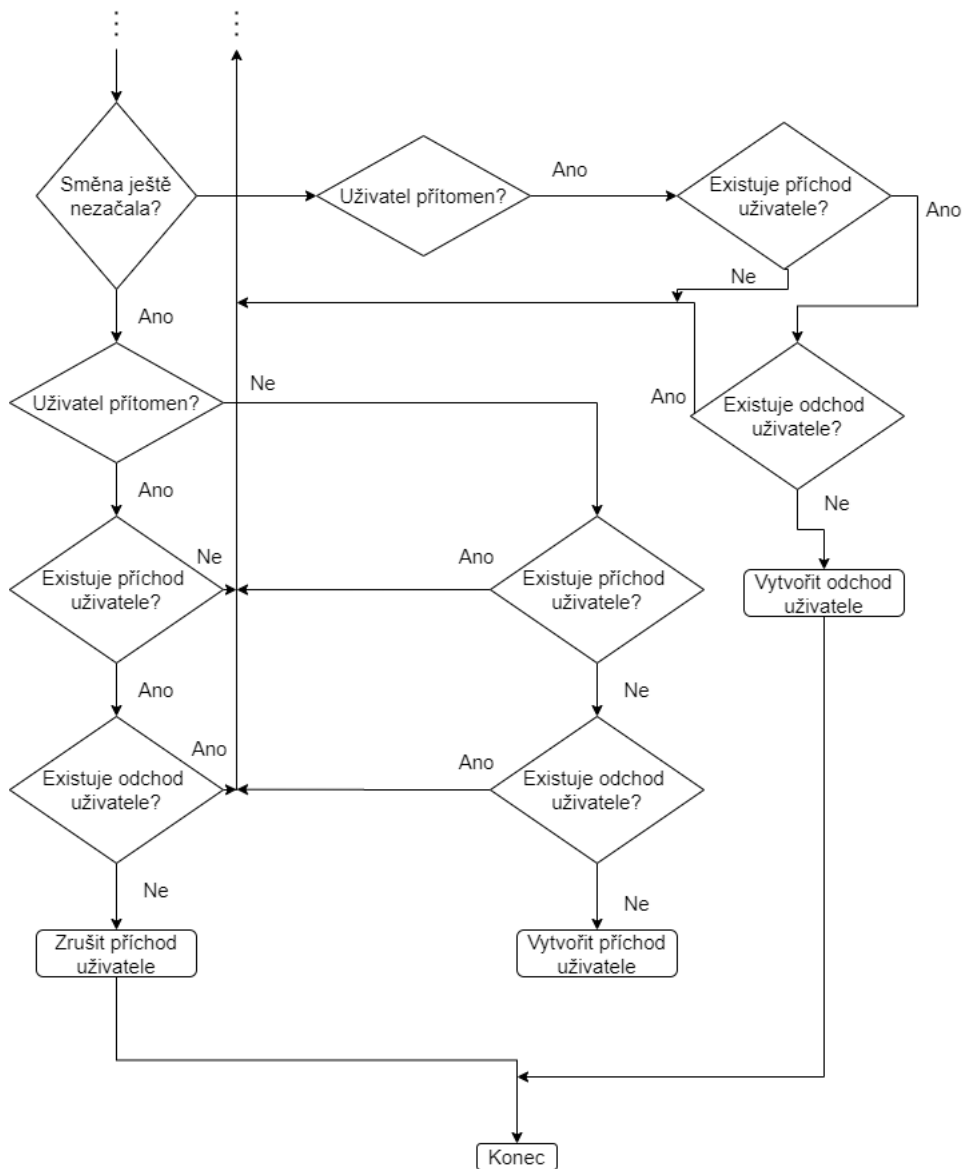 Směna ještě
nezačala?
Uživatel přítomen?
Ano
Existuje příchod
uživatele?
Ano
Ne
Ano
Uživatel přítomen?
Ne
Ano
Existuje odchod
uživatele?
Ano
Ne
Existuje příchod
uživatele?
Ne
Ano
Existuje příchod
uživatele?
Vytvořit odchod
uživatele
Ano
Ne
Existuje odchod
uživatele?
Ano
Ano
Existuje odchod
uživatele?
Ne
Ne
Zrušit příchod
uživatele
Vytvořit příchod
uživatele
Konec